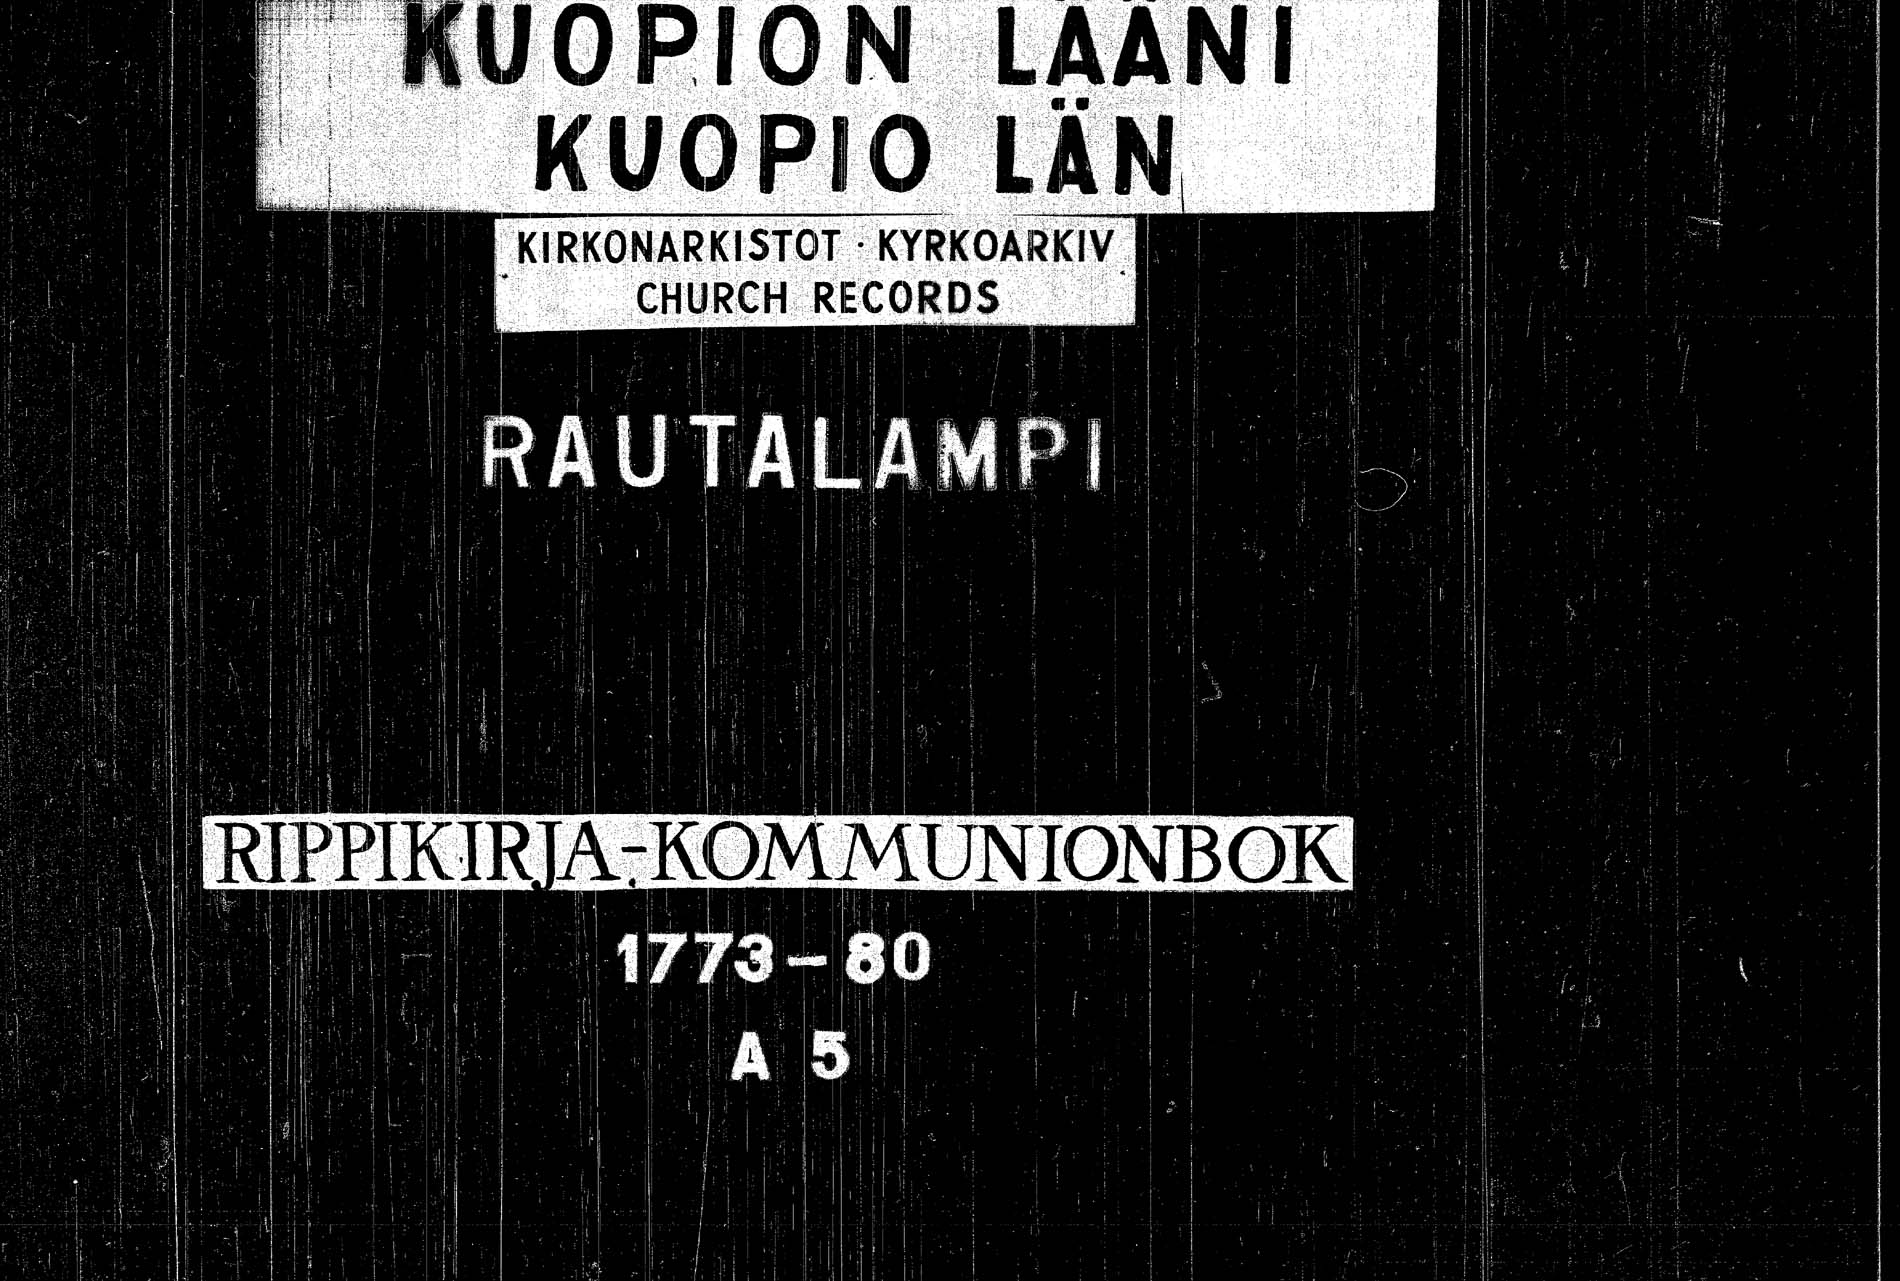 KUOPION LÄÄNI
KUOPIO LÄN
KIRKONARKISTOT · KYRKOARKIV
CHURCH RECORDS
RAUTALAMPI
RIPPIKIRJA-KOMMUNIONBOK
1773-80
A 5